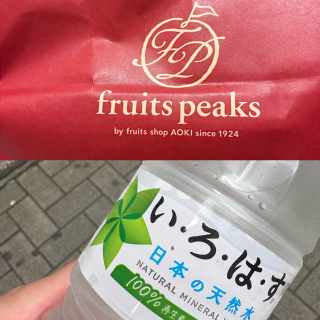 FP
fruits peaks
by fruits shop AOKI since 1924
い・ろ・は・す
日本の天然水
NATURAL MINERAL
100%